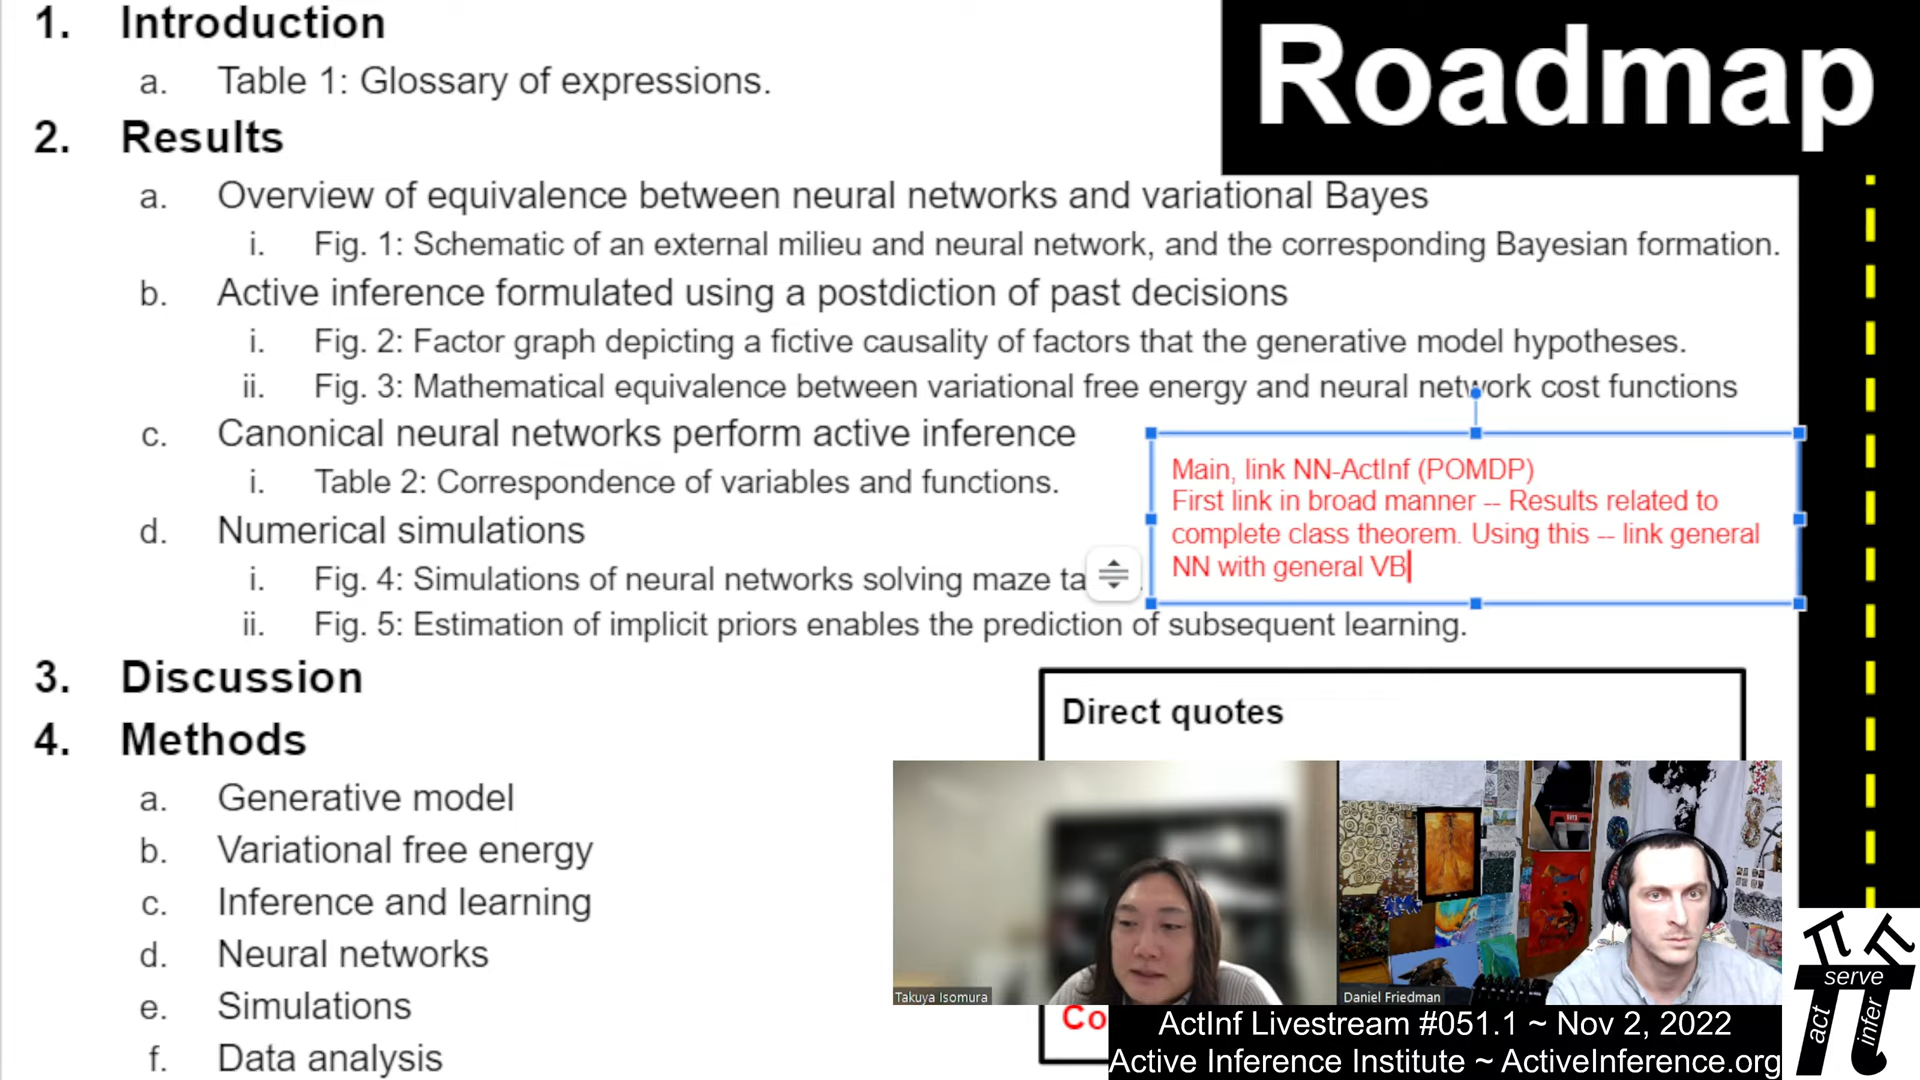 Roadmap
1. Introduction
a. Table 1: Glossary of expressions.
2. Results
a. Overview of equivalence between neural networks and variational Bayes
i. Fig. 1: Schematic of an external milieu and neural network, and the corresponding Bayesian formation.
b. Active inference formulated using a postdiction of past decisions
i. Fig. 2: Factor graph depicting a fictive causality of factors that the generative model hypotheses.
ii. Fig. 3: Mathematical equivalence between variational free energy and neural network cost functions
c. Canonical neural networks perform active inference
i. Table 2: Correspondence of variables and functions.
d. Numerical simulations
i. Fig. 4: Simulations of neural networks solving maze ta
ii. Fig. 5: Estimation of implicit priors enables the prediction of subsequent learning.
Main, link NN-ActInf (POMDP)
First link in broad manner -- Results related to
complete class theorem. Using this -- link general
NN with general VB
3. Discussion
4. Methods
a. Generative model
b. Variational free energy
c. Inference and learning
d. Neural networks
e. Simulations
f. Data analysis
Direct quotes
Co
Takuya Isomura
Daniel Friedman
ActInf Livestream #051.1 ~ Nov 2, 2022
Active Inference Institute ~ ActiveInference.org
serve
act
infer